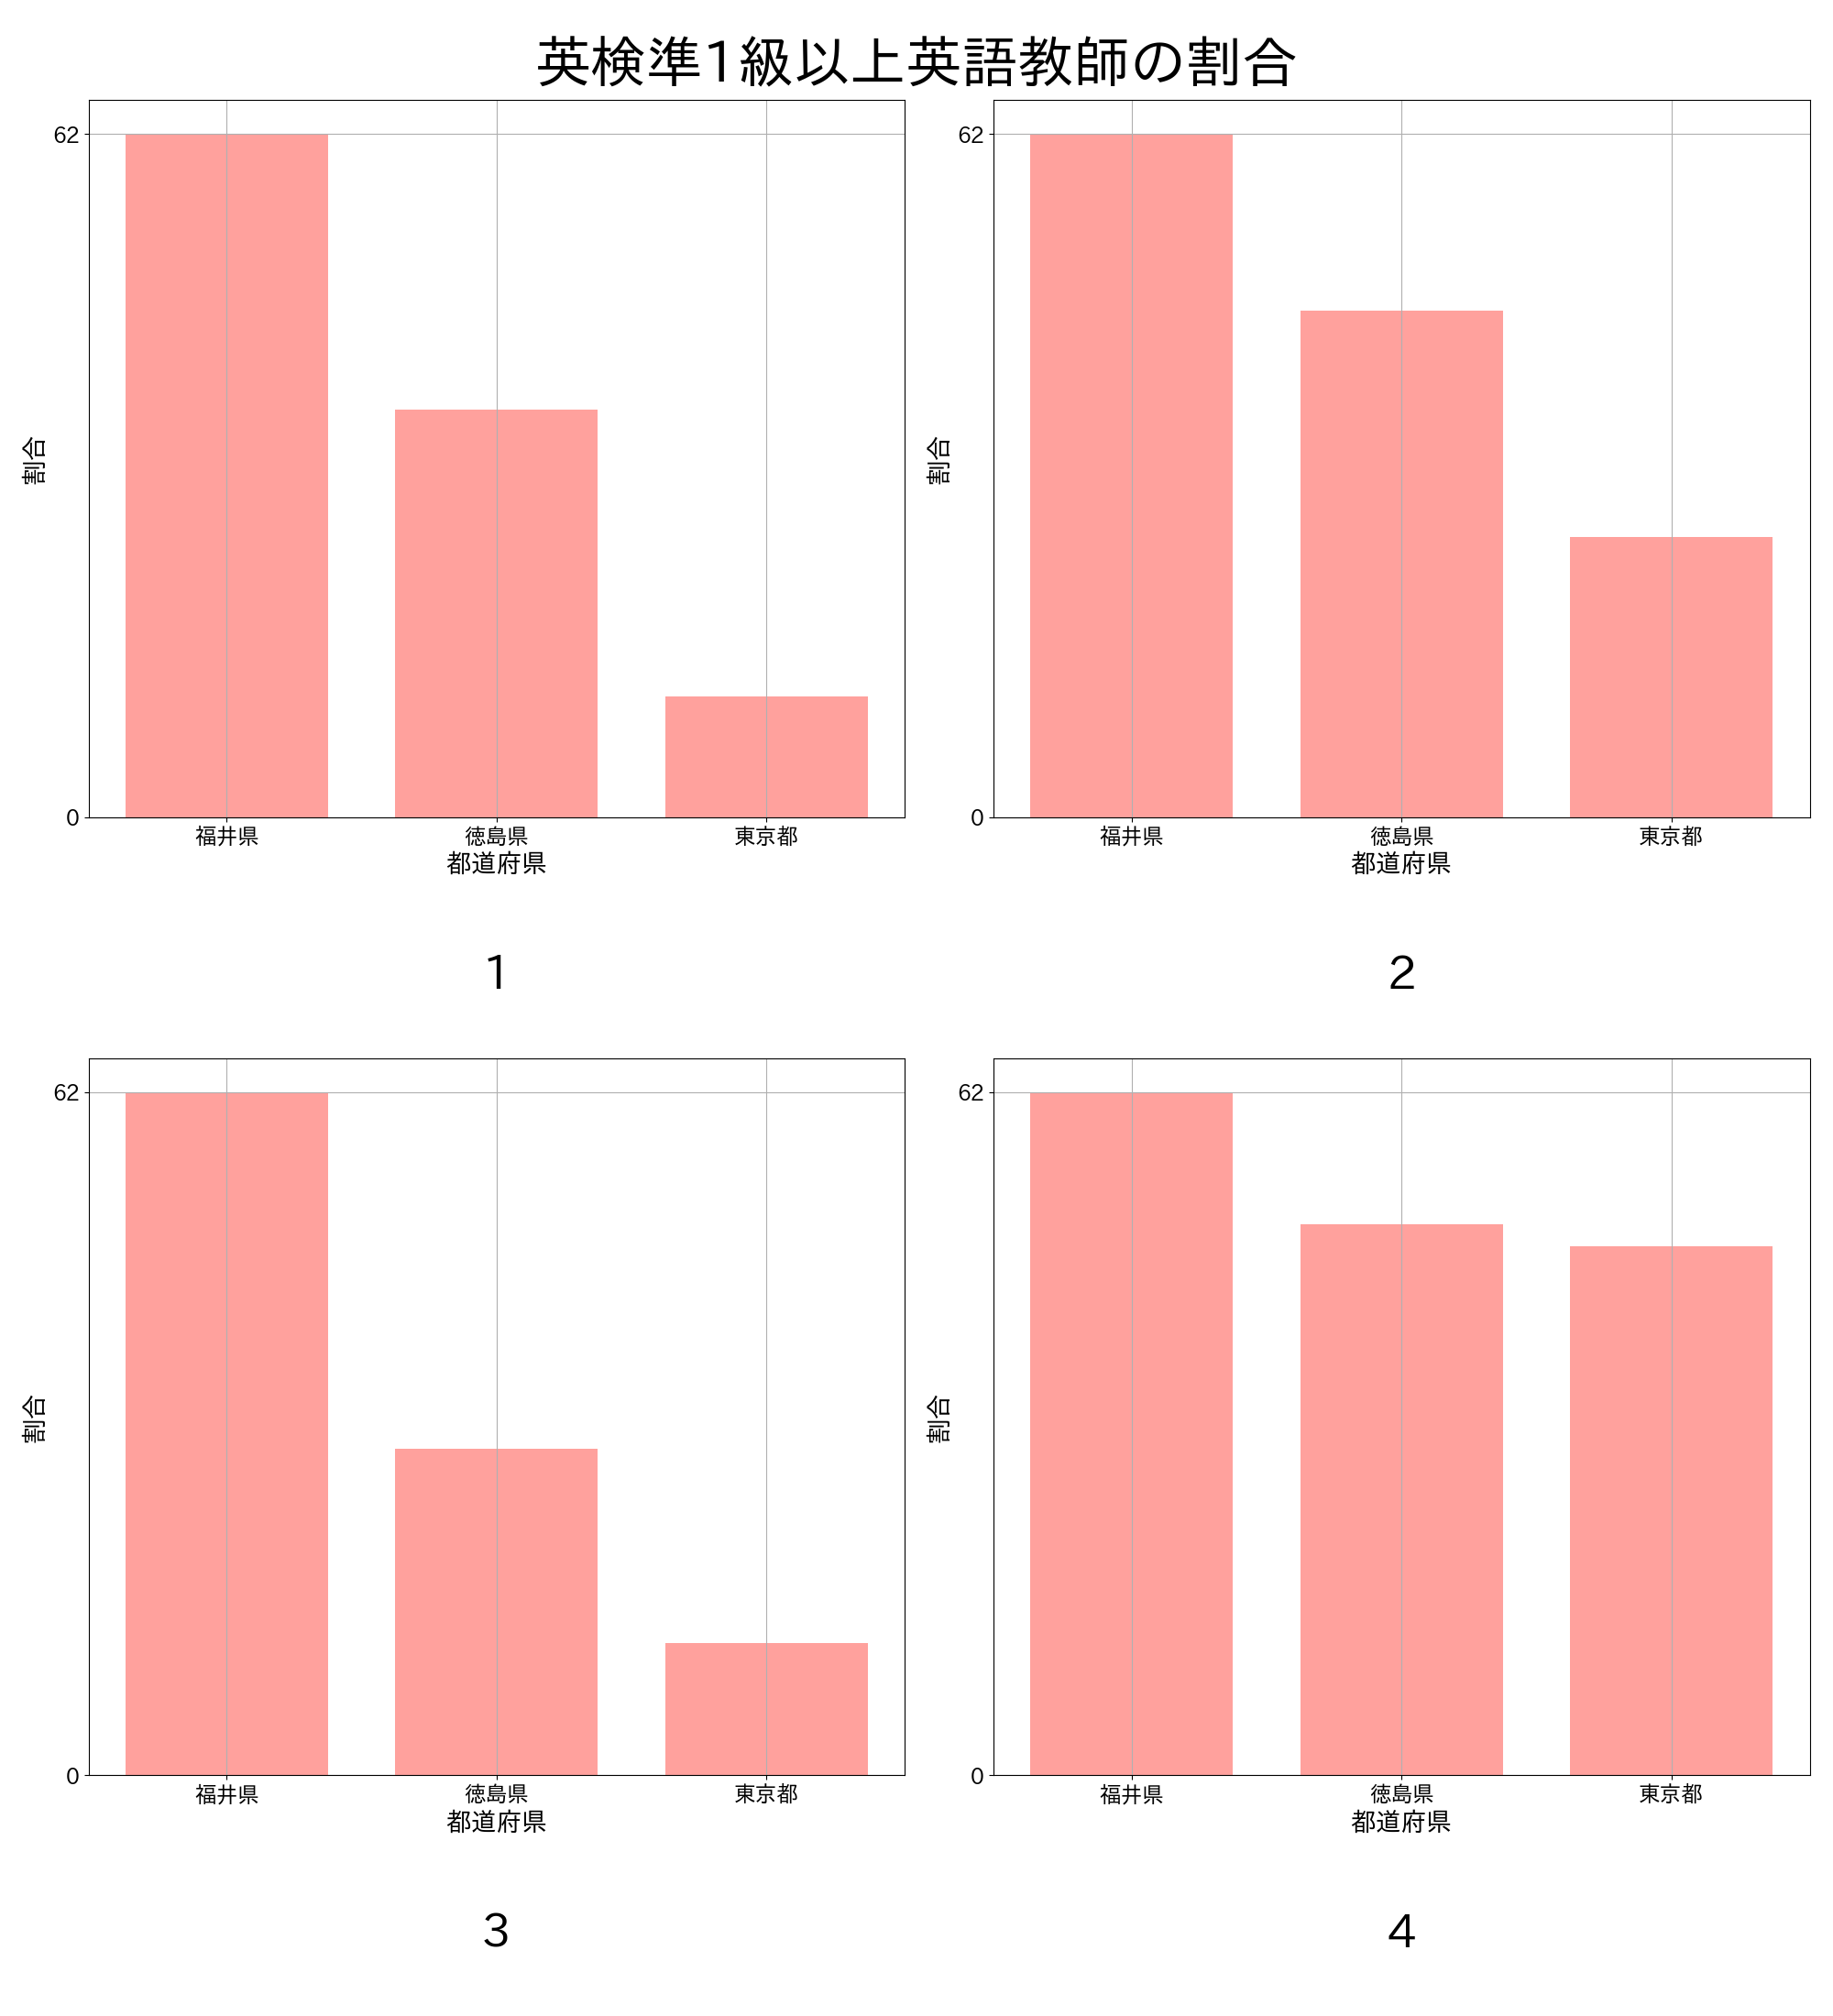 英検準1級以上英語教師の割合
62
0
割合
福井県 徳島県 東京都
都道府県
1
62
0
割合
福井県 徳島県 東京都
都道府県
2
62
0
割合
福井県 徳島県 東京都
都道府県
3
62
0
割合
福井県 徳島県 東京都
都道府県
4